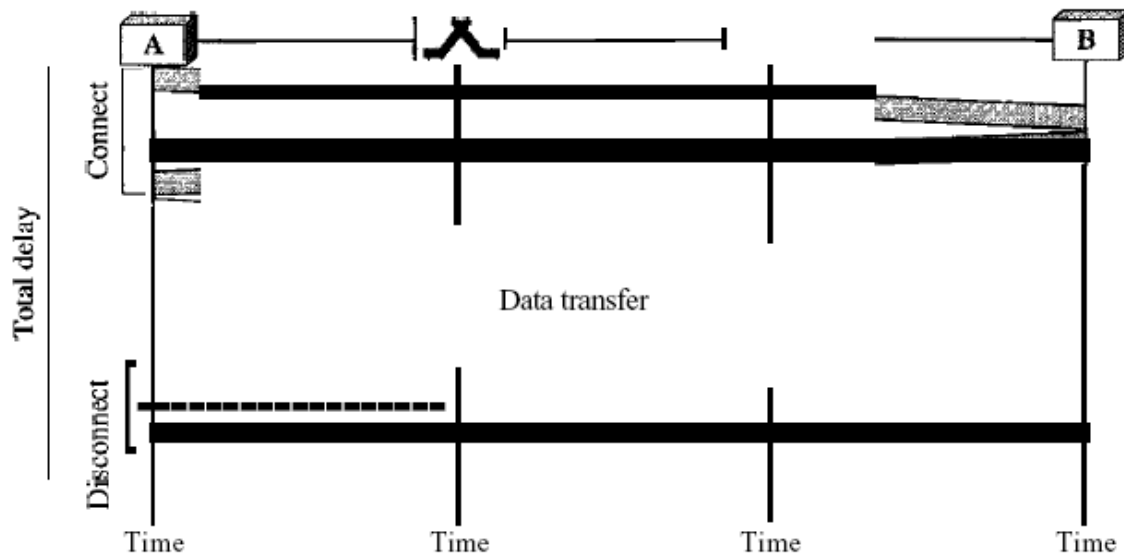 A
B
Connect
Total delay
Data transfer
Disconnect
Time
Time
Time
Time